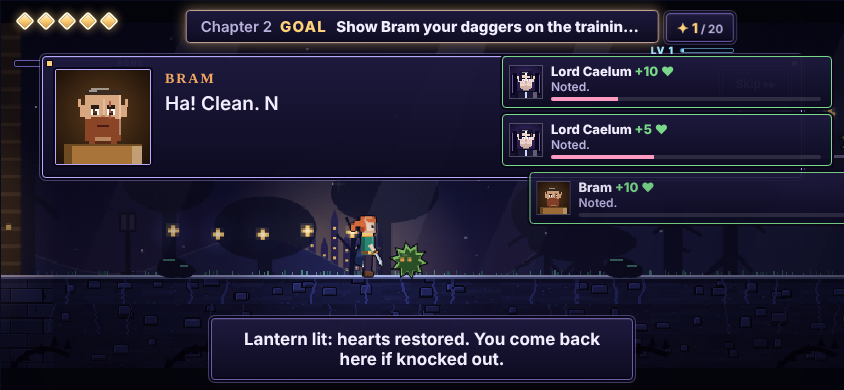 Chapter 2 GOAL Show Bram your daggers on the trainin...
✦ 1 / 20
LV 1
BRAM
Ha! Clean. N
Lord Caelum +10 ♥
Noted.
Lord Caelum +5 ♥
Noted.
Bram +10 ♥
Noted.
Skip
Lantern lit: hearts restored. You come back
here if knocked out.